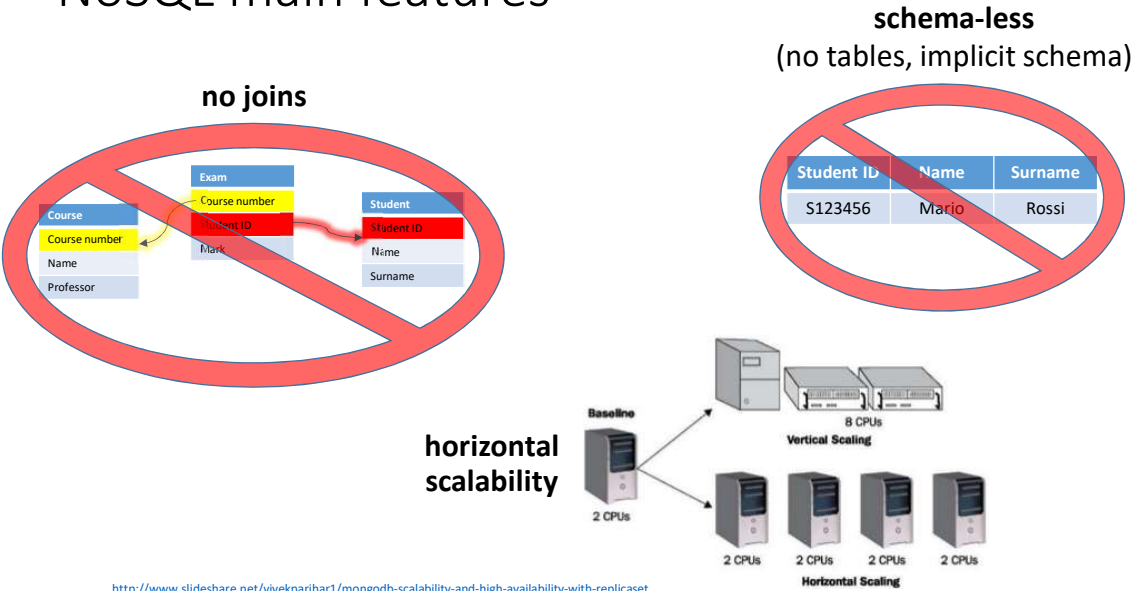 NoSQL main features
schema-less
(no tables, implicit schema)
no joins
Exam
Course number
Student ID
Mark
Course
Course number
Name
Professor
Student
Student ID
Name
Surname
Student ID Name Surname
S123456 Mario Rossi
horizontal
scalability
Baseline
2 CPUs
8 CPUs
Vertical Scaling
2 CPUs 2 CPUs 2 CPUs 2 CPUs
Horizontal Scaling
http://www.slideshare.net/vivekparihar1/mongodb-scalability-and-high-availability-with-replicaset